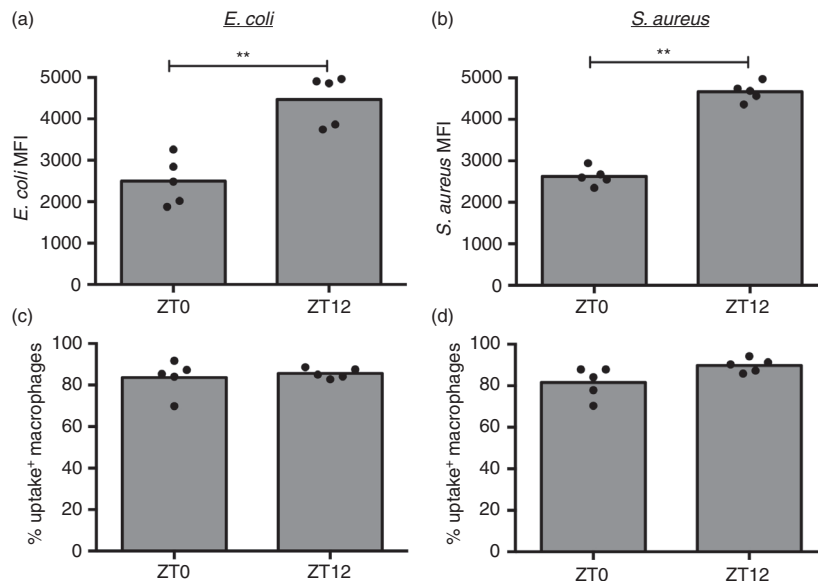 (a)
E. coli
**
5000
4000
3000
2000
1000
0
E. coli MFI
ZT0 ZT12
(b)
S. aureus
**
5000
4000
3000
2000
1000
0
S. aureus MFI
ZT0 ZT12
(c)
100
80
60
40
20
0
% uptake⁺ macrophages
ZT0 ZT12
(d)
100
80
60
40
20
0
% uptake⁺ macrophages
ZT0 ZT12